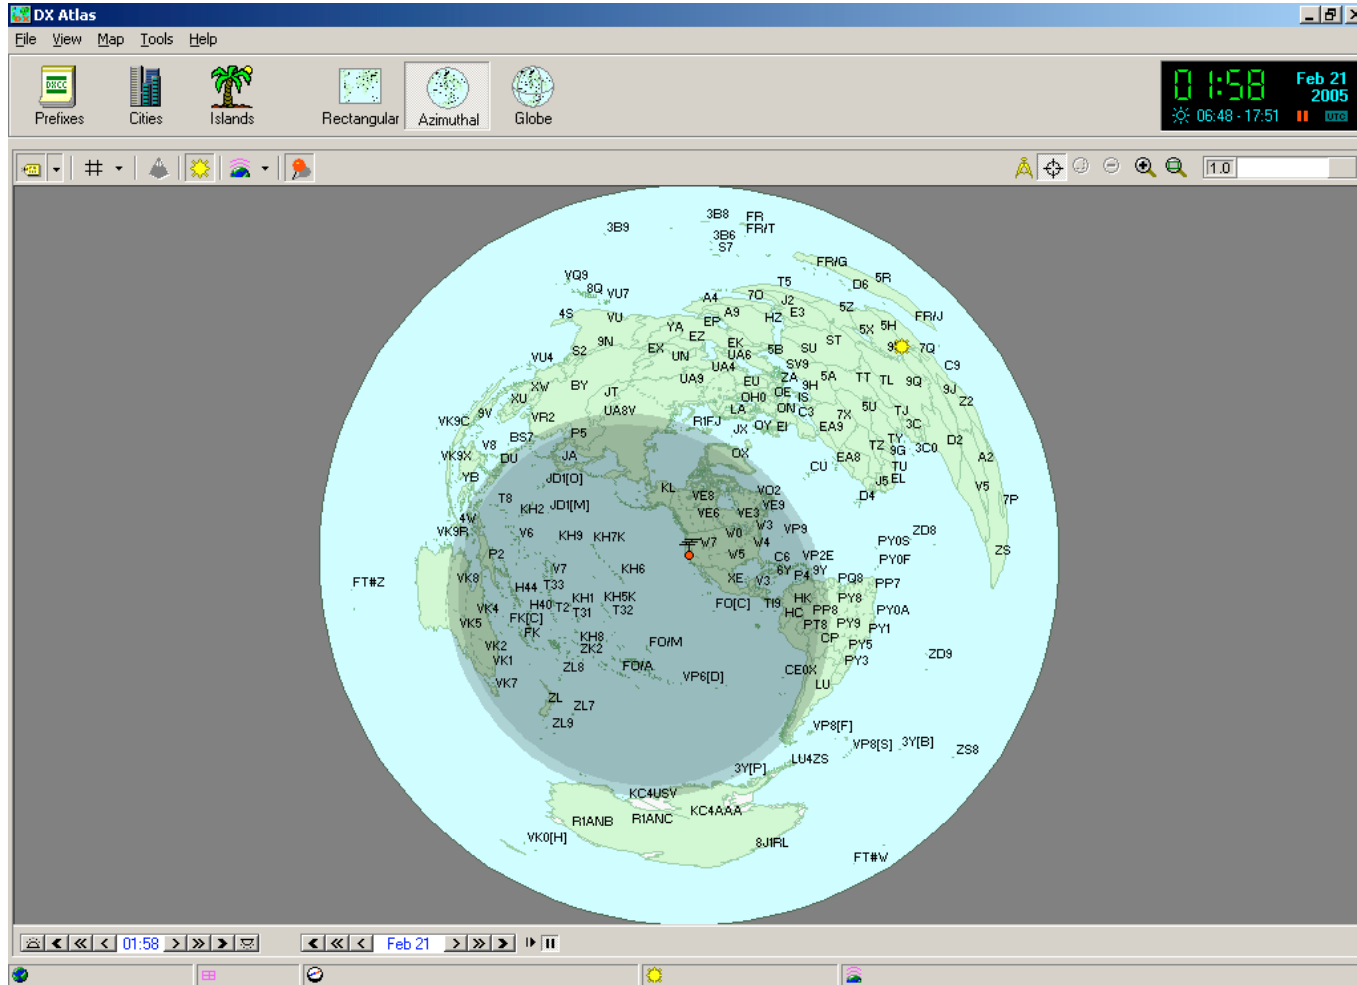 DX Atlas
File View Map Tools Help
DXCC
Prefixes Cities Islands Rectangular Azimuthal Globe
01:58 Feb 21
2005
06:48 - 17:51 UTC
1.0
3B9 3B8 FR
FR/T
3B6
S7
FR/G
VQ9 T5 D6 5R
8Q VU7 A4 7O J2 5Z
4S VU EP A9 HZ E3 FR/J
YA 5X 5H
9N EZ EK 5B SU ST 7Q
S2 EX UN UA6
VU4 UA4 SV9 C9
XW BY UA9 EU ZA 9H 5A TT TL 9Q 9J
XU JT OH0 OE IS Z2
9V VR2 UA8V LA ON C3 7X 5U TJ
VK9C R1FJ JX OY EI EA9 3C
BS7 P5 TY D2
V8 TZ 9G 3C0
VK9X DU JA OX EA8 TU A2
YB CU J5 EL
JD1[O] KL VE8 VO2 V5
T8 D4 7P
KH2 JD1[M] VE6 VE3 VE9
4W W3 VP9
VK9R V6 KH9 KH7K W7 W0 W4 PY0S ZD8
P2 W5 C6 VP2E ZS
V7 KH6 6Y 9Y PY0F
FT#Z VK8 T33 XE V3 P4 PQ8 PP7
H44 KH1 KH5K HK PY8
VK4 H40 T2 T31 T32 FO[C] TI9 HC PP8 PY0A
VK5 FK[C] PT8 PY9 PY1
FK KH8 FO/M CP
VK2 ZK2 PY5
VK1 ZL8 FO/A VP6[D] CE0X PY3 ZD9
VK7 LU
ZL ZL7
ZL9 VP8[F]
VP8[S] 3Y[B] ZS8
3Y[P] LU4ZS
KC4USV
R1ANB R1ANC KC4AAA
VK0[H] 8J1RL
FT#W
01:58 Feb 21